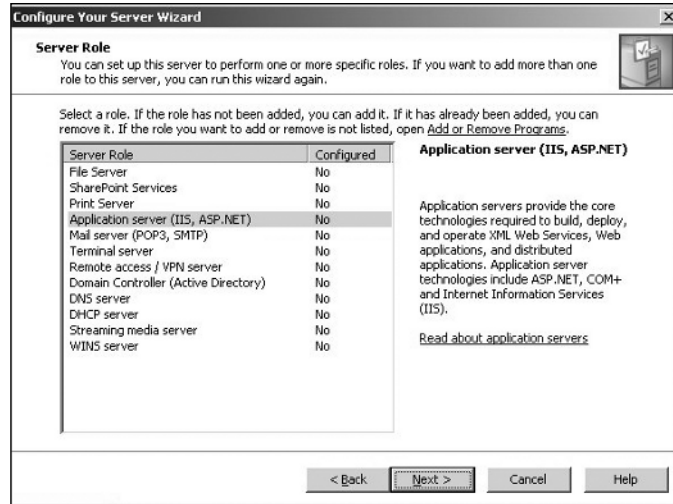 Configure Your Server Wizard
Server Role
You can set up this server to perform one or more specific roles. If you want to add more than one
role to this server, you can run this wizard again.
Select a role. If the role has not been added, you can add it. If it has already been added, you can
remove it. If the role you want to add or remove is not listed, open Add or Remove Programs.
Server Role Configured
File Server No
SharePoint Services No
Print Server No
Application server (IIS, ASP.NET) No
Mail server (POP3, SMTP) No
Terminal server No
Remote access / VPN server No
Domain Controller (Active Directory) No
DNS server No
DHCP server No
Streaming media server No
WINS server No
Application server (IIS, ASP.NET)
Application servers provide the core
technologies required to build, deploy,
and operate XML Web Services, Web
applications, and distributed
applications. Application server
technologies include ASP.NET, COM+
and Internet Information Services
(IIS).
Read about application servers
< Back Next > Cancel Help